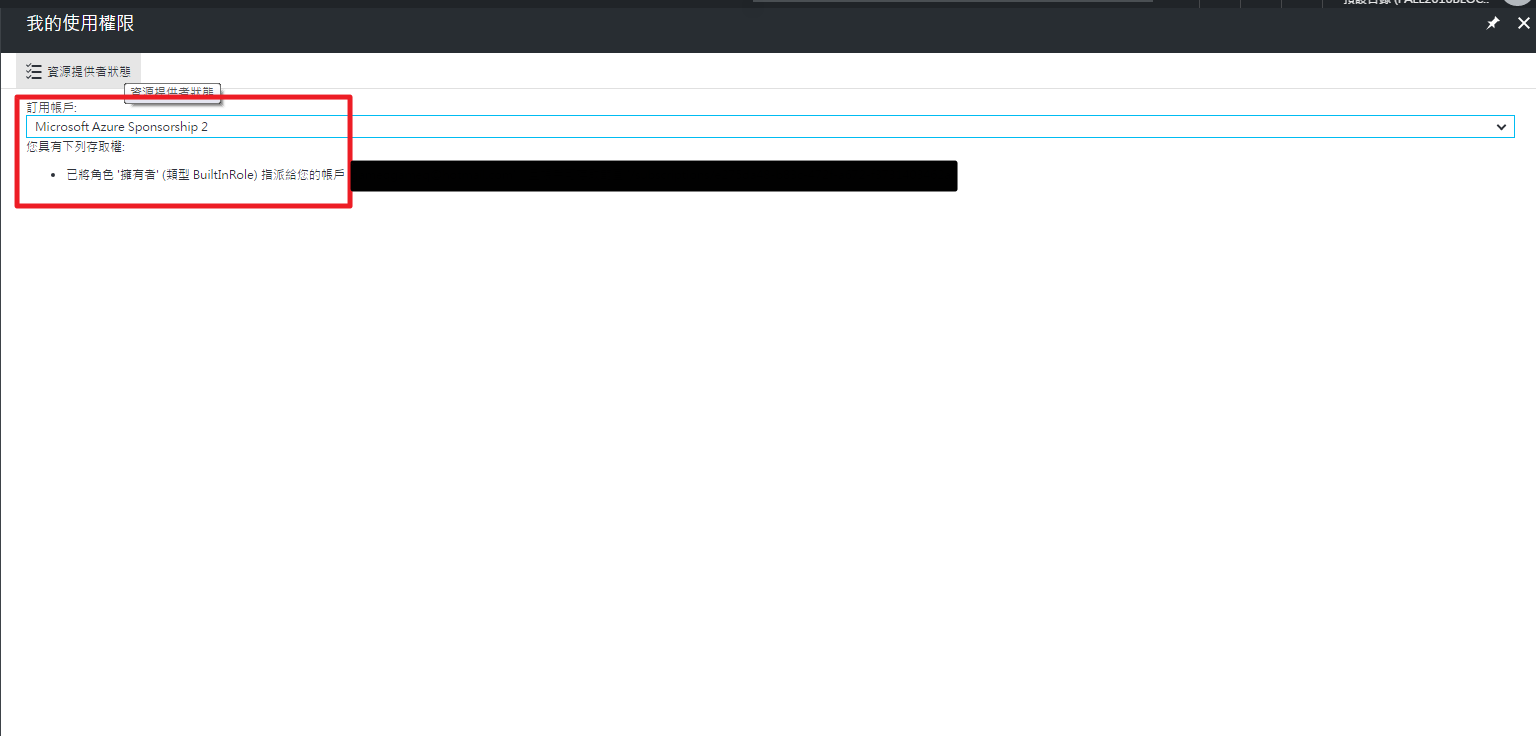 我的使用權限
資源提供者狀態
資源提供者狀態
訂用帳戶:
Microsoft Azure Sponsorship 2
您具有下列存取權:
• 已將角色 '擁有者' (類型 BuiltInRole) 指派給您的帳戶